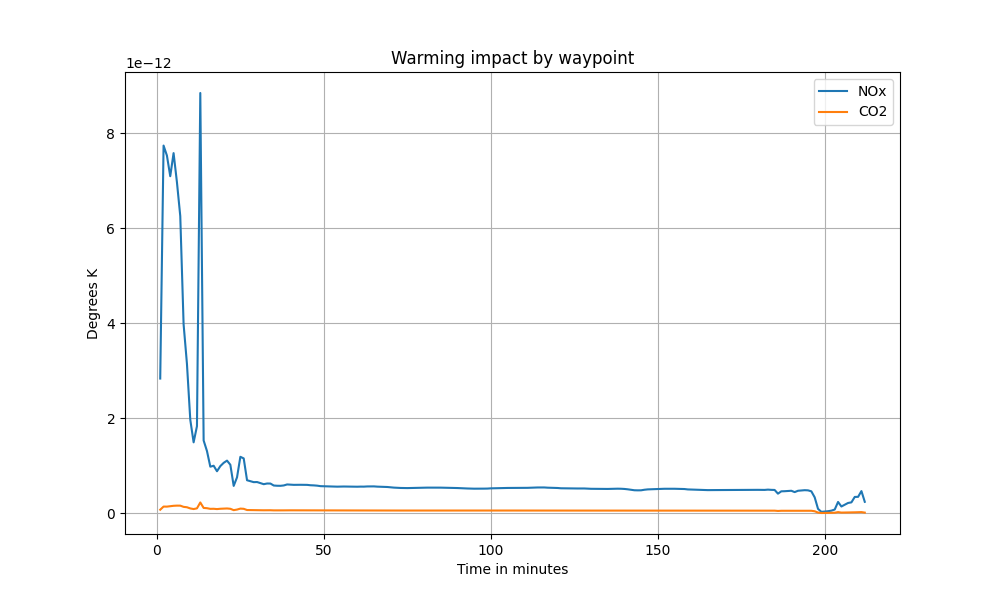 Warming impact by waypoint
1e−12
NOx
CO2
8
6
4
2
0
Degrees K
0 50 100 150 200
Time in minutes